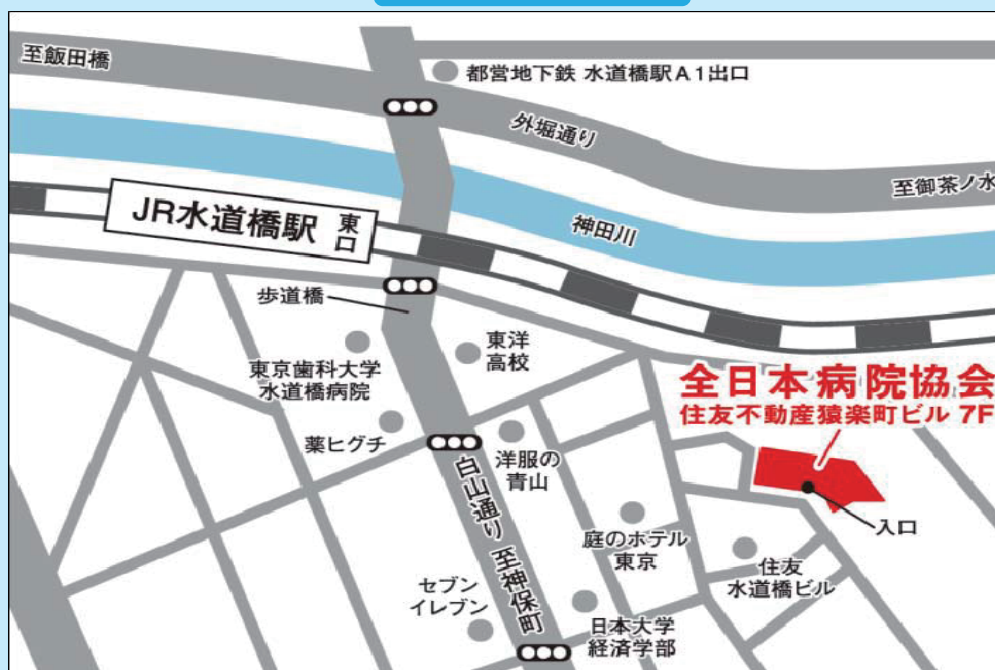 至飯田橋
都営地下鉄 水道橋駅A1出口
外堀通り
至御茶ノ水
JR水道橋駅 東口
神田川
歩道橋
東洋
高校
東京歯科大学
水道橋病院
全日本病院協会
住友不動産猿楽町ビル 7F
薬ヒグチ
洋服の
青山
白山通り 至神保町
入口
庭のホテル
東京
住友
水道橋ビル
セブン
イレブン
日本大学
経済学部